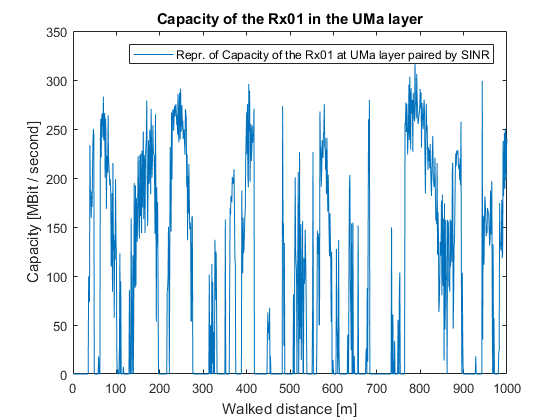 Capacity of the Rx01 in the UMa layer
Repr. of Capacity of the Rx01 at UMa layer paired by SINR
350
300
250
200
150
100
50
0
Capacity [MBit / second]
0 100 200 300 400 500 600 700 800 900 1000
Walked distance [m]